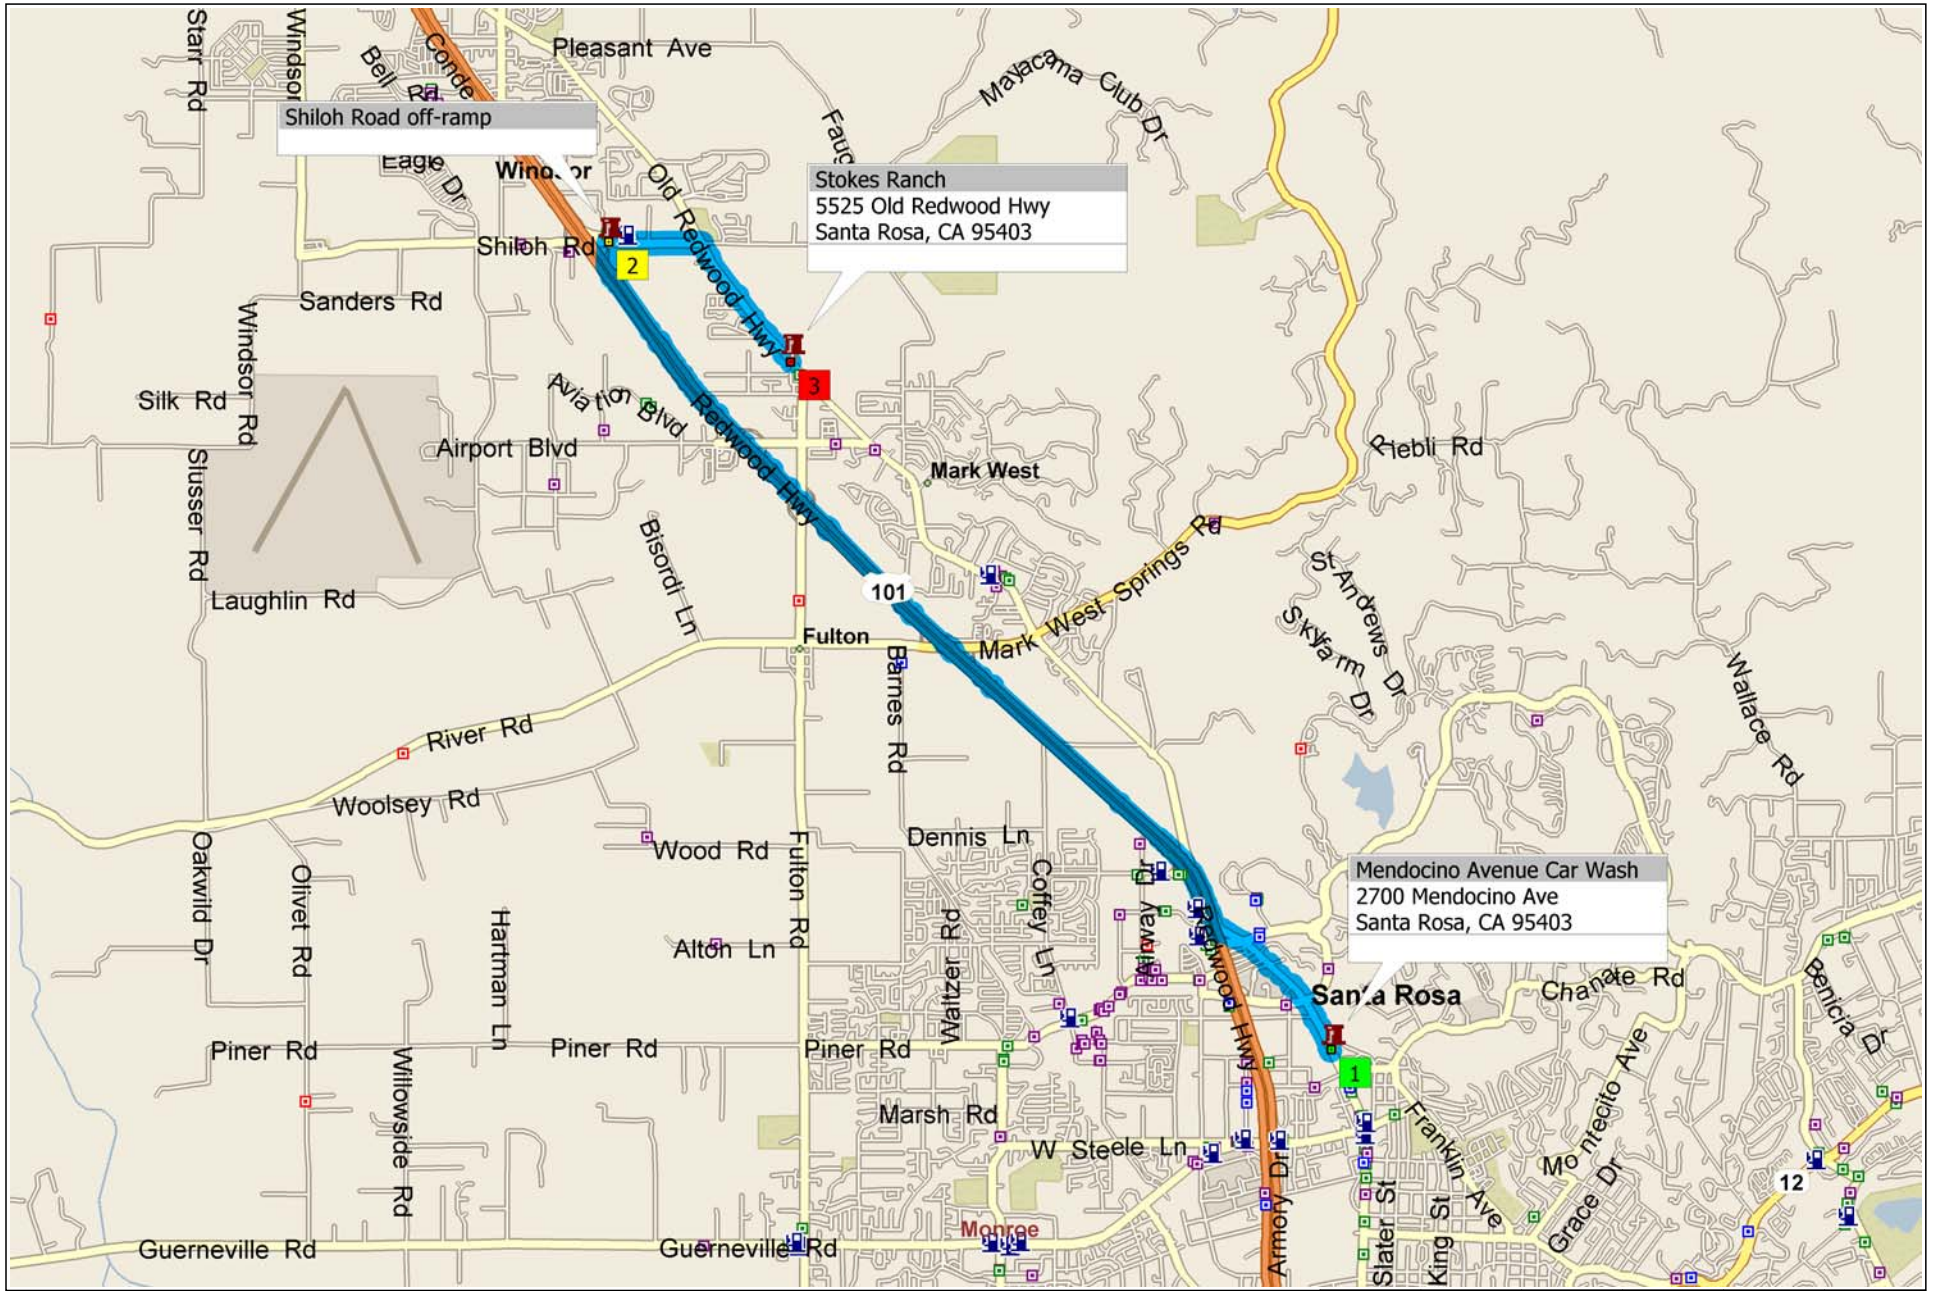 Starr Rd
Windsor
Bell Rd
Conde
Pleasant Ave
Mayacama Club Dr
Shiloh Road off-ramp
Eagle Dr
Windsor
Old Redwood Hwy
Stokes Ranch
5525 Old Redwood Hwy
Santa Rosa, CA 95403
Shiloh Rd
2
Sanders Rd
Windsor Rd
3
Silk Rd
Aviation Blvd
Redwood Hwy
Airport Blvd
Mark West
Riebli Rd
Slusser Rd
Bisordi Ln
Laughlin Rd
101
Mark West Springs Rd
St Andrews Dr
Skyfarm Dr
Fulton
Barnes Rd
Wallace Rd
River Rd
Woolsey Rd
Wood Rd
Fulton Rd
Dennis Ln
Coffey Ln
Airway Dr
Redwood Hwy
Mendocino Avenue Car Wash
2700 Mendocino Ave
Santa Rosa, CA 95403
Oakwild Dr
Olivet Rd
Hartman Ln
Alton Ln
Waltzer Rd
Santa Rosa
Chanate Rd
Benicia Dr
Piner Rd
Piner Rd
Piner Rd
Willowside Rd
1
Marsh Rd
W Steele Ln
Franklin Ave
Montecito Ave
Grace Dr
12
Monroe
Armory Dr
Slater St
King St
Guerneville Rd
Guerneville Rd